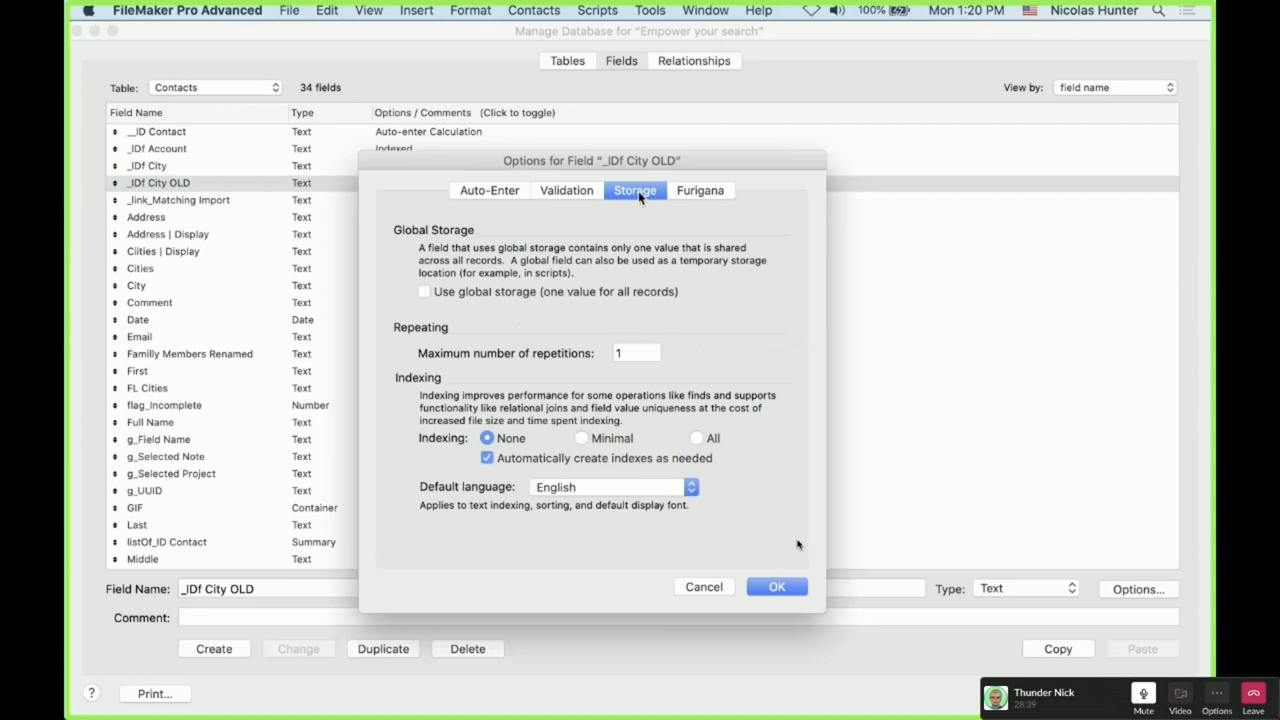 FileMaker Pro Advanced File Edit View Insert Format Contacts Scripts Tools Window Help 100% Mon 1:20 PM Nicolas Hunter
Manage Database for "Empower your search"
Tables Fields Relationships
Table: Contacts 34 fields View by: field name
Field Name Type Options / Comments (Click to toggle)
__ID Contact Text Auto-enter Calculation
_IDf Account Text Indexed
_IDf City Text
_IDf City OLD Text
_link_Matching Import Text
Address Text
Address | Display Text
Ciities | Display Text
Cities Text
City Text
Comment Text
Date Date
Email Text
Familly Members Renamed Text
First Text
FL Cities Text
flag_Incomplete Number
Full Name Text
g_Field Name Text
g_Selected Note Text
g_Selected Project Text
g_UUID Text
GIF Container
Last Text
listOf_ID Contact Summary
Middle Text
Options for Field "_IDf City OLD"
Auto-Enter Validation Storage Furigana
Global Storage
A field that uses global storage contains only one value that is shared
across all records. A global field can also be used as a temporary storage
location (for example, in scripts).
Use global storage (one value for all records)
Repeating
Maximum number of repetitions: 1
Indexing
Indexing improves performance for some operations like finds and supports
functionality like relational joins and field value uniqueness at the cost of
increased file size and time spent indexing.
Indexing: None Minimal All
Automatically create indexes as needed
Default language: English
Applies to text indexing, sorting, and default display font.
Cancel OK
Field Name: _IDf City OLD Type: Text Options...
Comment:
Create Change Duplicate Delete Copy Paste
? Print...
Thunder Nick
28:39
Mute Video Options Leave